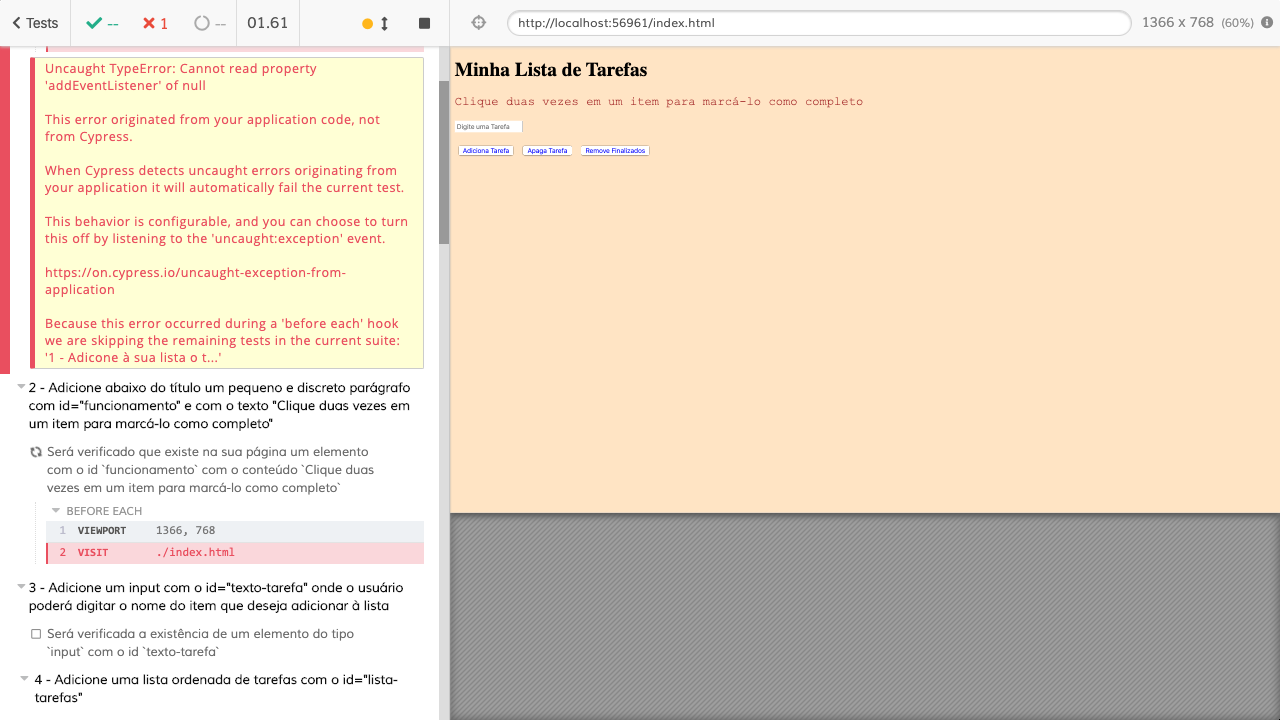 Tests
--
1
--
01.61
http://localhost:56961/index.html
1366 x 768 (60%)
Uncaught TypeError: Cannot read property
'addEventListener' of null
This error originated from your application code, not
from Cypress.
When Cypress detects uncaught errors originating from
your application it will automatically fail the current test.
This behavior is configurable, and you can choose to turn
this off by listening to the 'uncaught:exception' event.
https://on.cypress.io/uncaught-exception-from-
application
Because this error occurred during a 'before each' hook
we are skipping the remaining tests in the current suite:
'1 - Adicone à sua lista o t...'
2 - Adicione abaixo do título um pequeno e discreto parágrafo
com id="funcionamento" e com o texto "Clique duas vezes em
um item para marcá-lo como completo"
Será verificado que existe na sua página um elemento
com o id `funcionamento` com o conteúdo `Clique duas
vezes em um item para marcá-lo como completo`
BEFORE EACH
1 VIEWPORT 1366, 768
2 VISIT ./index.html
3 - Adicione um input com o id="texto-tarefa" onde o usuário
poderá digitar o nome do item que deseja adicionar à lista
Será verificada a existência de um elemento do tipo
`input` com o id `texto-tarefa`
4 - Adicione uma lista ordenada de tarefas com o id="lista-
tarefas"
Minha Lista de Tarefas
Clique duas vezes em um item para marcá-lo como completo
Digite uma Tarefa
Adiciona Tarefa Apaga Tarefa Remove Finalizados